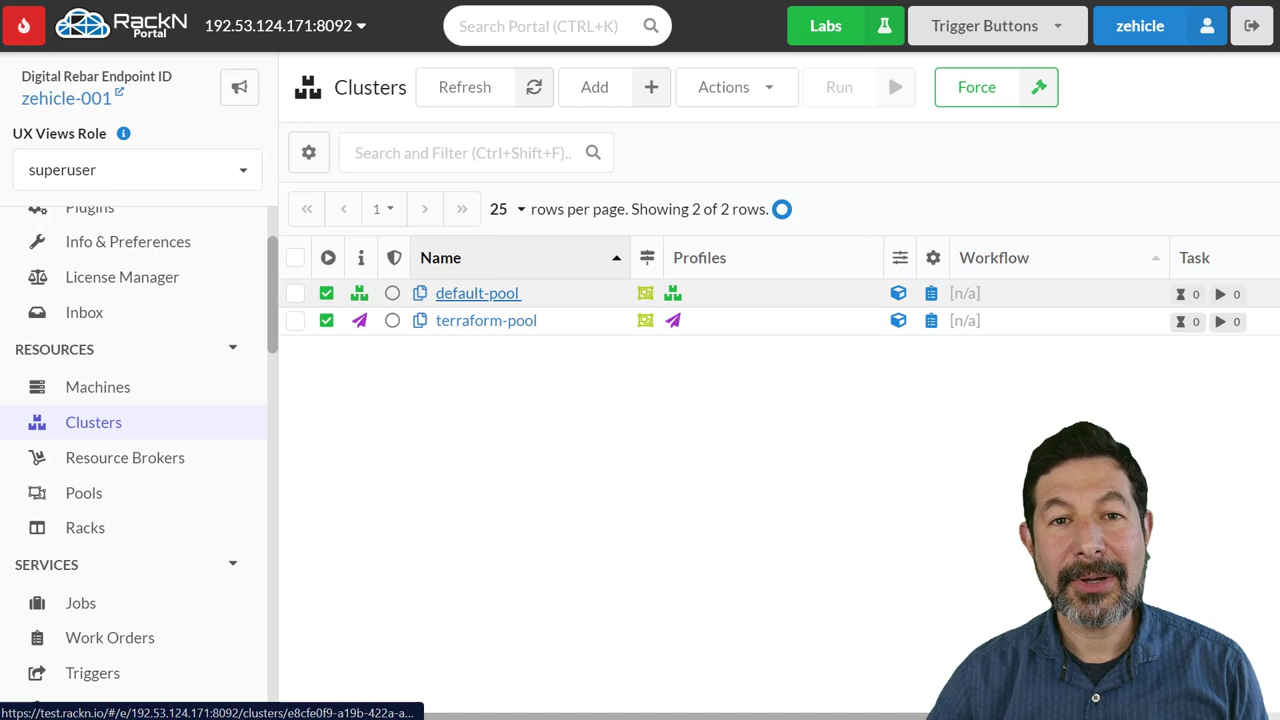 RackN
Portal
192.53.124.171:8092
Search Portal (CTRL+K)
Labs
Trigger Buttons
zehicle
Digital Rebar Endpoint ID
zehicle-001
UX Views Role
superuser
Plugins
Info & Preferences
License Manager
Inbox
RESOURCES
Machines
Clusters
Resource Brokers
Pools
Racks
SERVICES
Jobs
Work Orders
Triggers
Clusters
Refresh
Add
Actions
Run
Force
Search and Filter (Ctrl+Shift+F)..
1
25 rows per page. Showing 2 of 2 rows.
Name Profiles Workflow Task
default-pool [n/a] 0 0
terraform-pool [n/a] 0 0
https://test.rackn.io/#/e/192.53.124.171:8092/clusters/e8cfe0f9-a19b-422a-a...